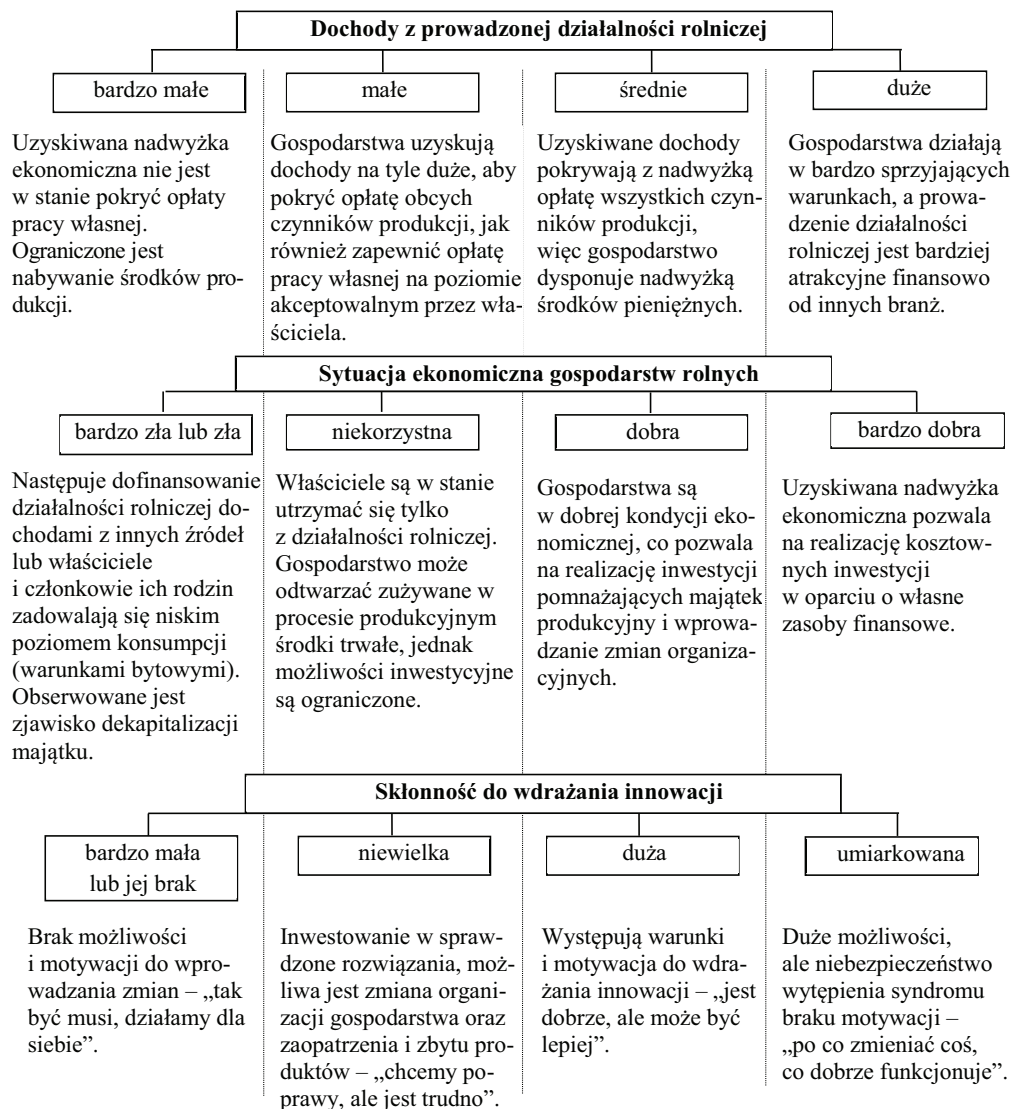 Dochody z prowadzonej działalności rolniczej
bardzo małe
małe
średnie
duże
Uzyskiwana nadwyżka
ekonomiczna nie jest
w stanie pokryć opłaty
pracy własnej.
Ograniczone jest
nabywanie środków pro-
dukcji.
Gospodarstwa uzyskują
dochody na tyle duże, aby
pokryć opłatę obcych
czynników produkcji, jak
również zapewnić opłatę
pracy własnej na poziomie
akceptowalnym przez wła-
ściciela.
Uzyskiwane dochody
pokrywają z nadwyżką
opłatę wszystkich czyn-
ników produkcji,
więc gospodarstwo
dysponuje nadwyżką
środków pieniężnych.
Gospodarstwa działają
w bardzo sprzyjających
warunkach, a prowa-
dzenie działalności
rolniczej jest bardziej
atrakcyjne finansowo
od innych branż.
Sytuacja ekonomiczna gospodarstw rolnych
bardzo zła lub zła
niekorzystna
dobra
bardzo dobra
Następuje dofinansowanie
działalności rolniczej do-
chodami z innych źródeł
lub właściciele
i członkowie ich rodzin
zadowalają się niskim
poziomem konsumpcji
(warunkami bytowymi).
Obserwowane jest
zjawisko dekapitalizacji
majątku.
Właściciele są w stanie
utrzymać się tylko
z działalności rolniczej.
Gospodarstwo może
odtwarzać zużywane w
procesie produkcyjnym
środki trwałe, jednak
możliwości inwestycyjne
są ograniczone.
Gospodarstwa są
w dobrej kondycji eko-
nomicznej, co pozwala
na realizację inwestycji
pomnażających majątek
produkcyjny i wprowa-
dzanie zmian organiza-
cyjnych.
Uzyskiwana nadwyżka
ekonomiczna pozwala
na realizację kosztow-
nych inwestycji
w oparciu o własne
zasoby finansowe.
Skłonność do wdrażania innowacji
bardzo mała
lub jej brak
niewielka
duża
umiarkowana
Brak możliwości
i motywacji do wpro-
wadzania zmian – „tak
być musi, działamy dla
siebie”.
Inwestowanie w spraw-
dzone rozwiązania, moż-
liwa jest zmiana organi-
zacji gospodarstwa oraz
zaopatrzenia i zbytu pro-
duktów – „chcemy po-
prawy, ale jest trudno”.
Występują warunki
i motywacja do wdra-
żania innowacji – „jest
dobrze, ale może być
lepiej”.
Duże możliwości,
ale niebezpieczeństwo
wytępienia syndromu
braku motywacji –
„po co zmieniać coś,
co dobrze funkcjonuje”.